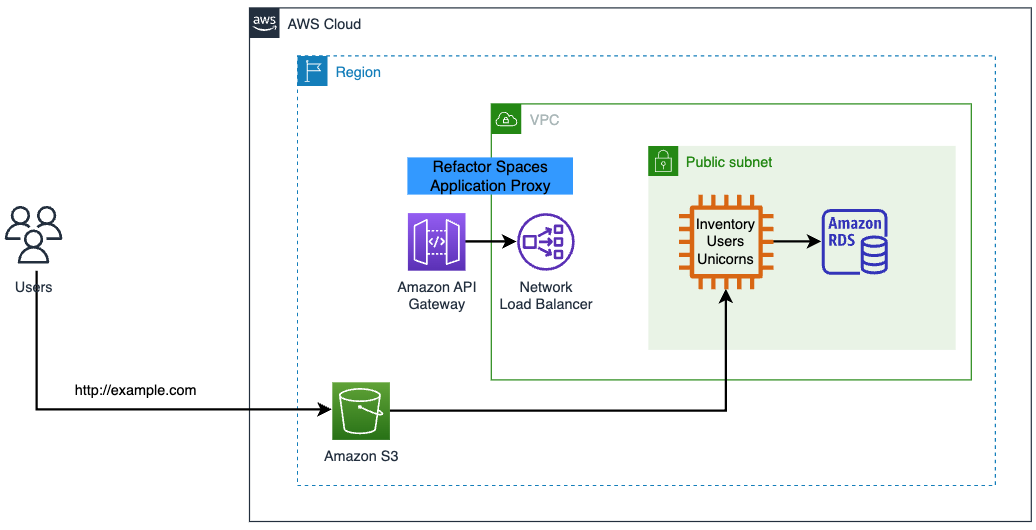 aws
AWS Cloud
Region
VPC
Refactor Spaces
Application Proxy
Public subnet
Users
</>
Amazon API
Gateway
Network
Load Balancer
Inventory
Users
Unicorns
Amazon
RDS
http://example.com
Amazon S3